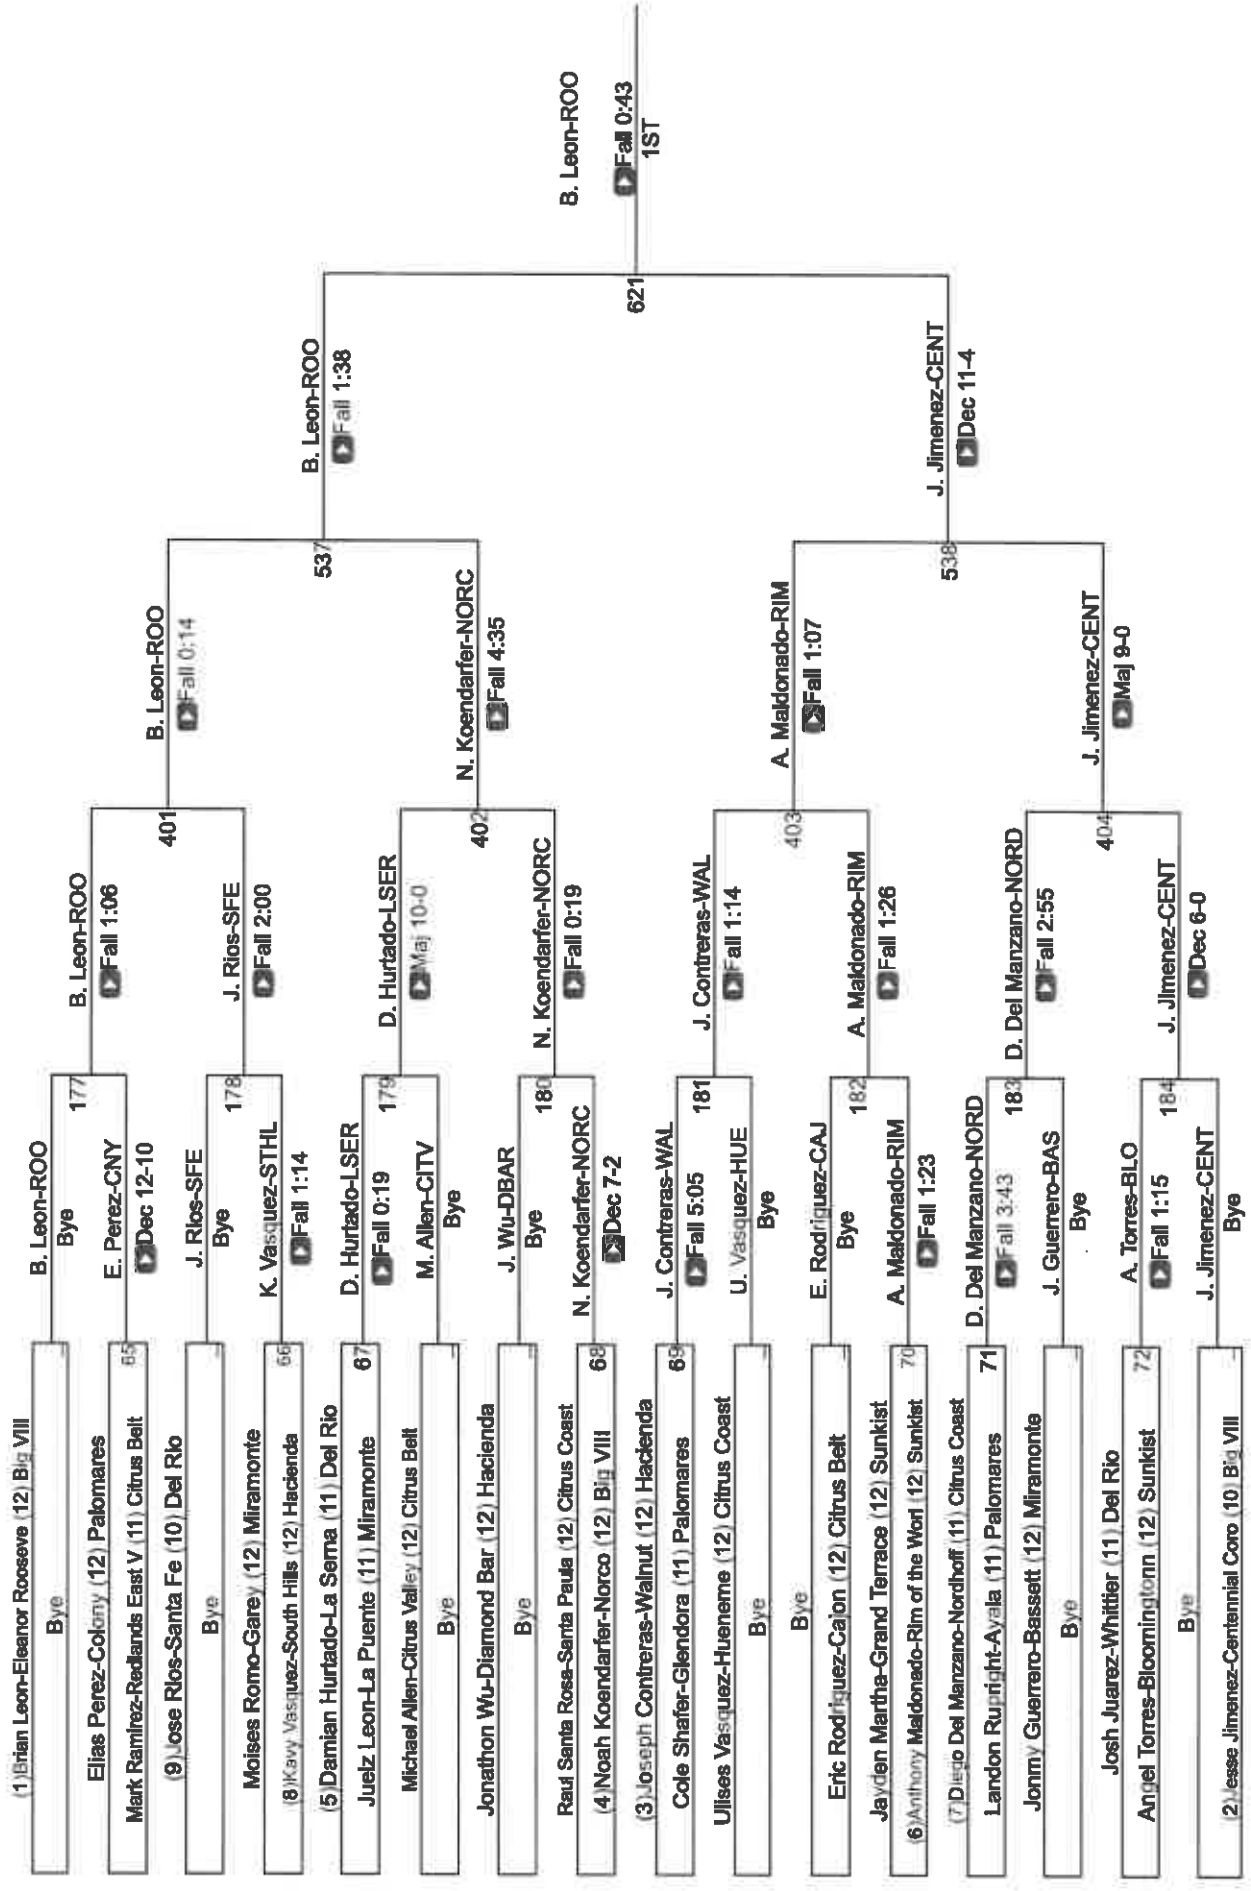 (1)Brian Leon-Eleanor Rooseve (12) Big VIII
Bye
B. Leon-ROO
Bye
Elias Perez-Colony (12) Palomares
65
Mark Ramirez-Redlands East V (11) Citrus Belt
E. Perez-CNY
Dec 12-10
177
B. Leon-ROO
Fall 1:06
(9)Jose Rios-Santa Fe (10) Del Rio
Bye
J. Rios-SFE
Bye
Moises Romo-Garey (12) Miramonte
66
(8)Kavy Vasquez-South Hills (12) Hacienda
K. Vasquez-STHL
Fall 1:14
178
J. Rios-SFE
Fall 2:00
401
B. Leon-ROO
Fall 0:14
(5)Damian Hurtado-La Serna (11) Del Rio
67
Juelz Leon-La Puente (11) Miramonte
D. Hurtado-LSER
Fall 0:19
Michael Allen-Citrus Valley (12) Citrus Belt
Bye
M. Allen-CITV
Bye
179
D. Hurtado-LSER
Maj 10-0
Jonathon Wu-Diamond Bar (12) Hacienda
Bye
J. Wu-DBAR
Bye
Raul Santa Rosa-Santa Paula (12) Citrus Coast
68
(4)Noah Koendarfer-Norco (12) Big VIII
N. Koendarfer-NORC
Dec 7-2
180
N. Koendarfer-NORC
Fall 0:19
402
N. Koendarfer-NORC
Fall 4:35
537
B. Leon-ROO
Fall 1:38
(3)Joseph Contreras-Walnut (12) Hacienda
69
Cole Shafer-Glendora (11) Palomares
J. Contreras-WAL
Fall 5:05
Ulises Vasquez-Hueneme (12) Citrus Coast
Bye
U. Vasquez-HUE
Bye
181
J. Contreras-WAL
Fall 1:14
Bye
Eric Rodriguez-Cajon (12) Citrus Belt
E. Rodriguez-CAJ
Bye
Jayden Martha-Grand Terrace (12) Sunkist
70
(6)Anthony Maldonado-Rim of the Worl (12) Sunkist
A. Maldonado-RIM
Fall 1:23
182
A. Maldonado-RIM
Fall 1:26
403
A. Maldonado-RIM
Fall 1:07
(7)Diego Del Manzano-Nordhoff (11) Citrus Coast
71
Landon Rupright-Ayala (11) Palomares
D. Del Manzano-NORD
Fall 3:43
Jonmy Guerrero-Bassett (12) Miramonte
Bye
J. Guerrero-BAS
Bye
183
D. Del Manzano-NORD
Fall 2:55
Josh Juarez-Whittier (11) Del Rio
72
Angel Torres-Bloomingtonn (12) Sunkist
A. Torres-BLO
Fall 1:15
Bye
(2)Jesse Jimenez-Centennial Coro (10) Big VIII
J. Jimenez-CENT
Bye
184
J. Jimenez-CENT
Dec 6-0
404
J. Jimenez-CENT
Maj 9-0
538
J. Jimenez-CENT
Dec 11-4
621
B. Leon-ROO
Fall 0:43
1ST